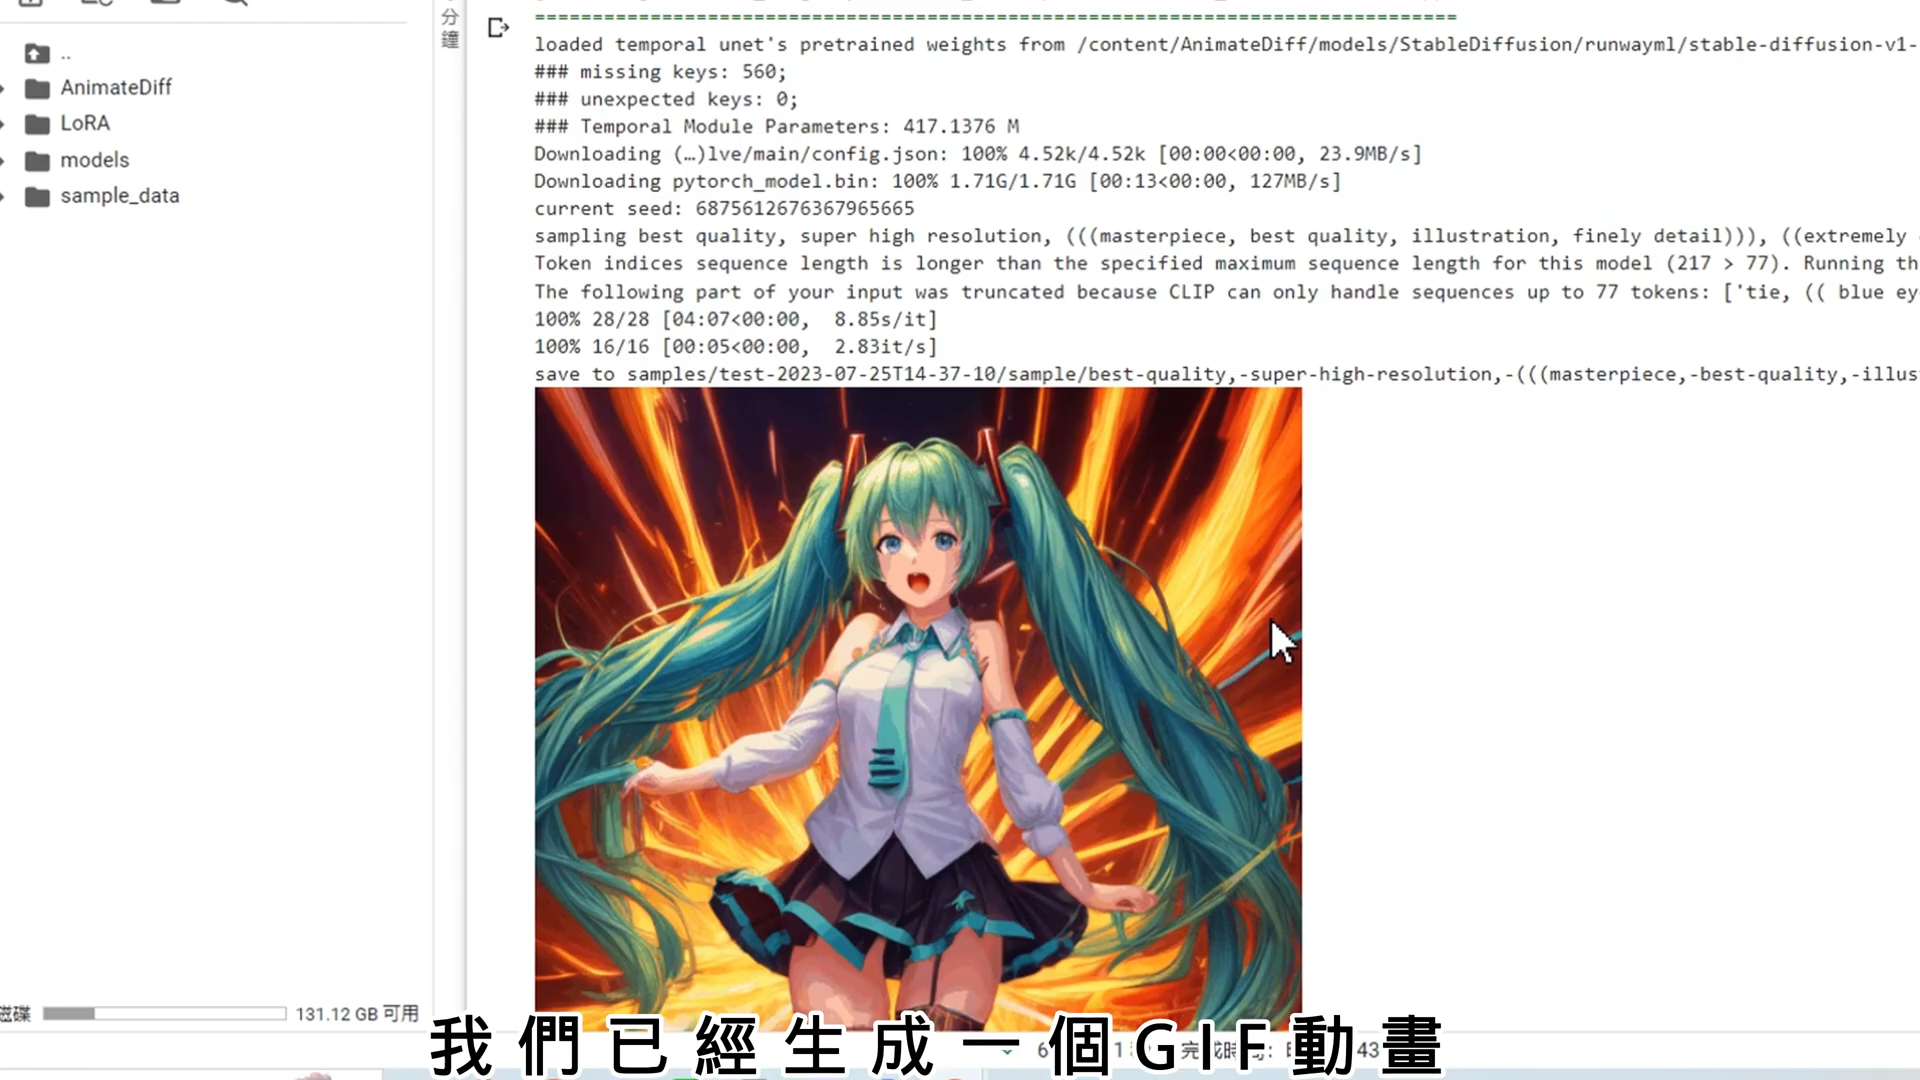 分
鐘
..
AnimateDiff
LoRA
models
sample_data
磁碟
131.12 GB 可用
================================================================================
loaded temporal unet's pretrained weights from /content/AnimateDiff/models/StableDiffusion/runwayml/stable-diffusion-v1-
### missing keys: 560;
### unexpected keys: 0;
### Temporal Module Parameters: 417.1376 M
Downloading (…)lve/main/config.json: 100% 4.52k/4.52k [00:00<00:00, 23.9MB/s]
Downloading pytorch_model.bin: 100% 1.71G/1.71G [00:13<00:00, 127MB/s]
current seed: 6875612676367965665
sampling best quality, super high resolution, (((masterpiece, best quality, illustration, finely detail))), ((extremely
Token indices sequence length is longer than the specified maximum sequence length for this model (217 > 77). Running th
The following part of your input was truncated because CLIP can only handle sequences up to 77 tokens: ['tie, (( blue ey
100% 28/28 [04:07<00:00, 8.85s/it]
100% 16/16 [00:05<00:00, 2.83it/s]
save to samples/test-2023-07-25T14-37-10/sample/best-quality,-super-high-resolution,-(((masterpiece,-best-quality,-illus
我們已經生成一個GIF動畫